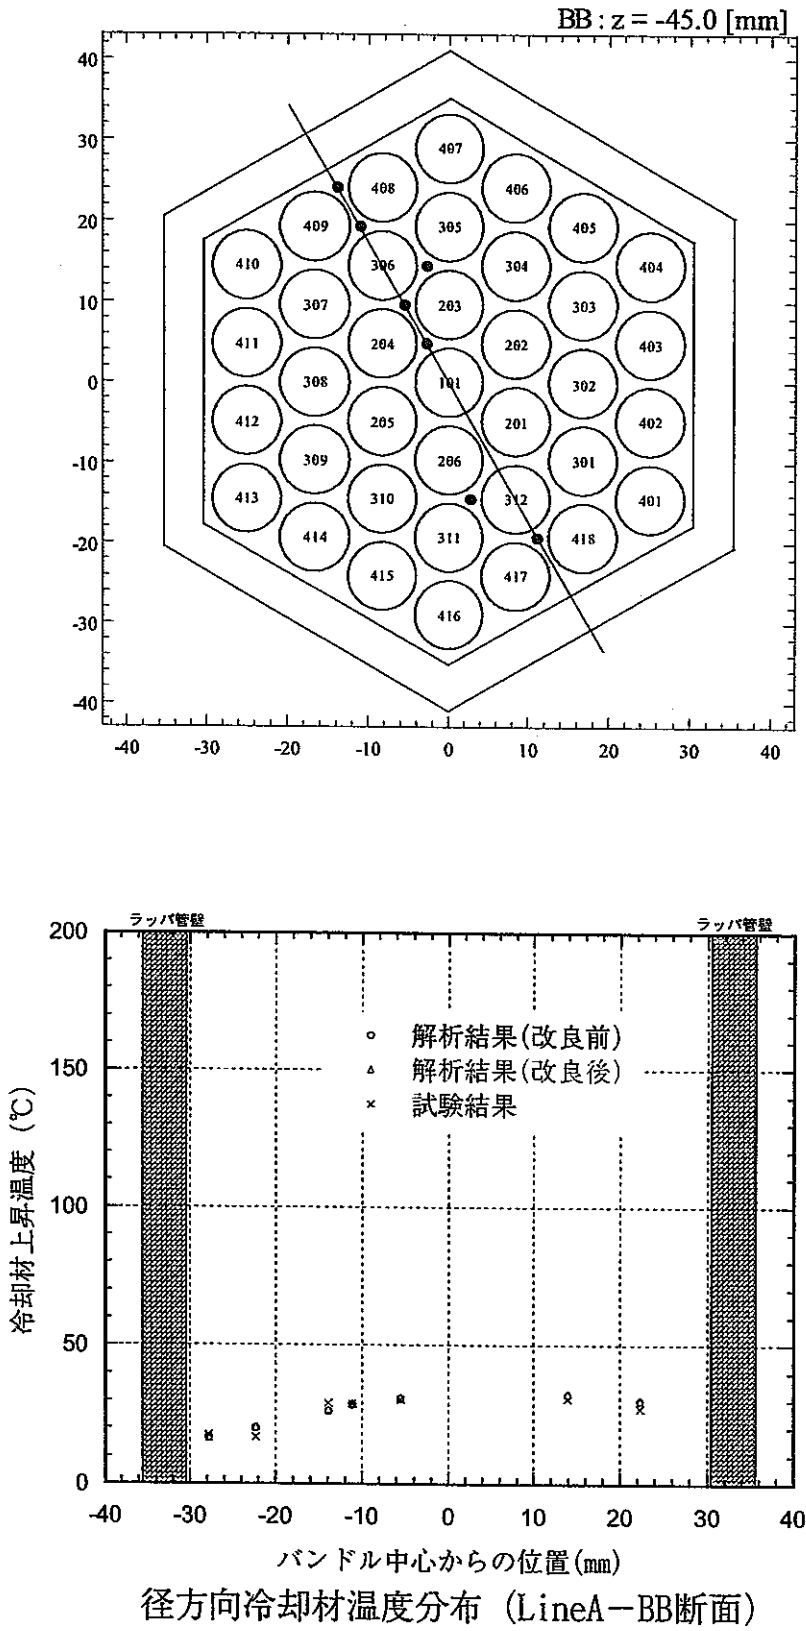 BB : z = -45.0 [mm]
40
30
20
10
0
-10
-20
-30
-40
407
408 406
409 305 405
410 306 304 404
307 203 303
411 204 202 403
308 101 302
412 205 201 402
309 206 301
413 310 312 401
414 311 418
415 417
416
-40 -30 -20 -10 0 10 20 30 40
ラッパ管壁 ラッパ管壁
200
150
100
50
0
冷却材上昇温度 (℃)
解析結果(改良前)
解析結果(改良後)
試験結果
-40 -30 -20 -10 0 10 20 30 40
バンドル中心からの位置(mm)
径方向冷却材温度分布 (LineA－BB断面)